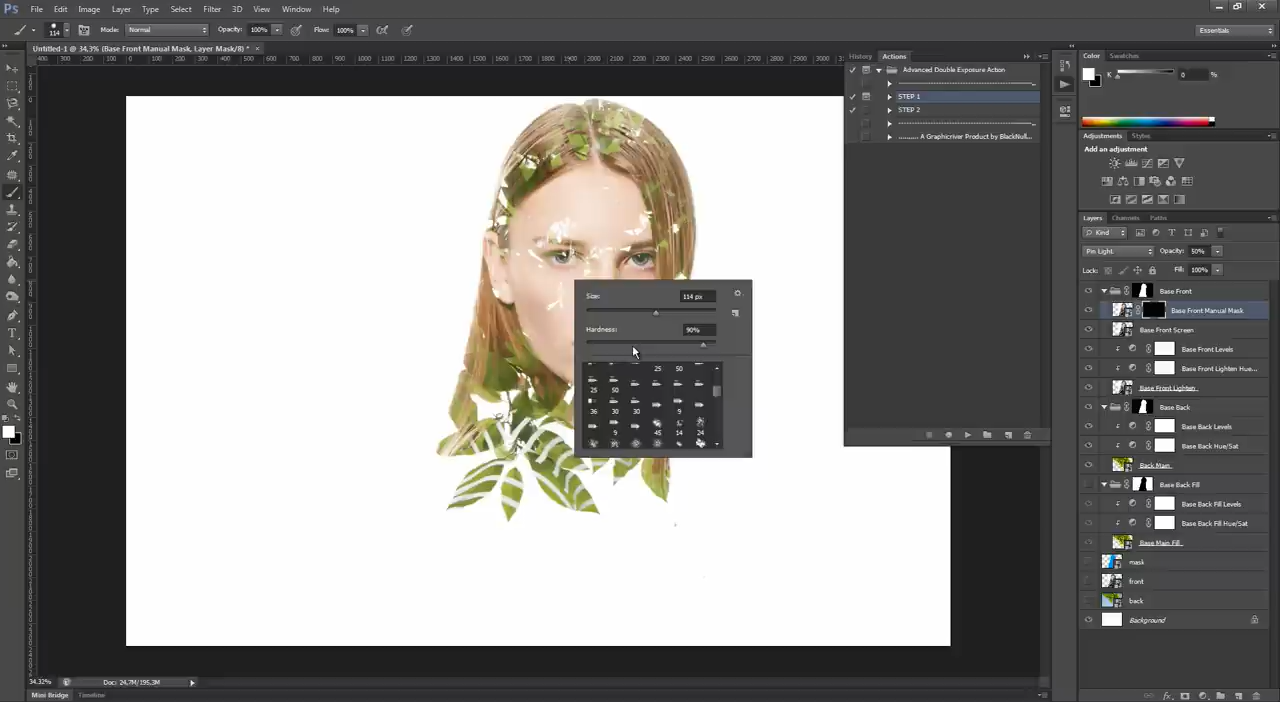 Ps File Edit Image Layer Type Select Filter 3D View Window Help
114 Mode: Normal Opacity: 100% Flow: 100% Essentials
Untitled-1 @ 34,3% (Base Front Manual Mask, Layer Mask/8) * ×
History Actions
Advanced Double Exposure Action
STEP 1
STEP 2
.......... A Graphicriver Product by BlackNull...
Color Swatches
K 0 %
Adjustments Styles
Add an adjustment
Layers Channels Paths
Kind
Pin Light Opacity: 50%
Lock: Fill: 100%
Base Front
Base Front Manual Mask
Base Front Screen
Base Front Levels
Base Front Lighten Hue...
Base Front Lighten
Base Back
Base Back Levels
Base Back Hue/Sat
Back Main
Base Back Fill
Base Back Fill Levels
Base Back Fill Hue/Sat
Base Main Fill
mask
front
back
Background
Size: 114 px
Hardness: 90%
25 50
25 50
36 30 30 9
9 45 14 24
34.32% Doc: 24,7M/195,3M
Mini Bridge Timeline